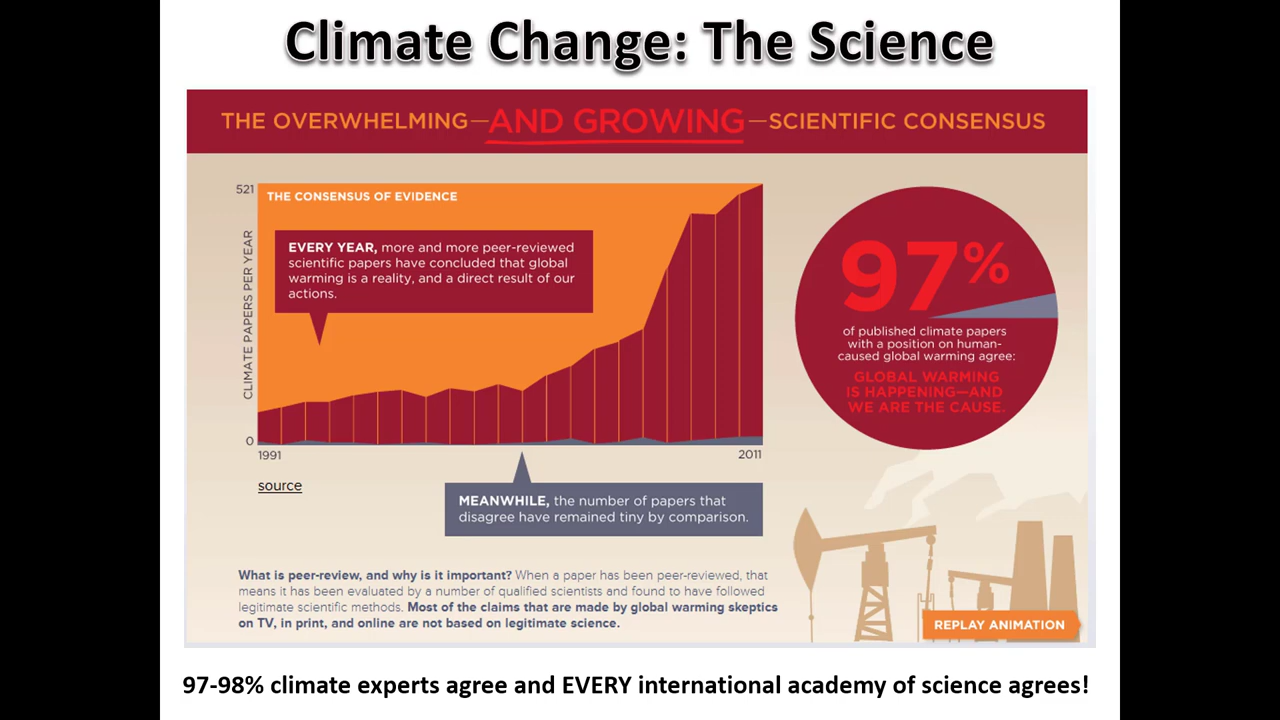 Climate Change: The Science
THE OVERWHELMING—AND GROWING—SCIENTIFIC CONSENSUS
521
THE CONSENSUS OF EVIDENCE
CLIMATE PAPERS PER YEAR
EVERY YEAR, more and more peer-reviewed
scientific papers have concluded that global
warming is a reality, and a direct result of our
actions.
0
1991
2011
source
MEANWHILE, the number of papers that
disagree have remained tiny by comparison.
97%
of published climate papers
with a position on human-
caused global warming agree:
GLOBAL WARMING
IS HAPPENING—AND
WE ARE THE CAUSE.
What is peer-review, and why is it important? When a paper has been peer-reviewed, that
means it has been evaluated by a number of qualified scientists and found to have followed
legitimate scientific methods. Most of the claims that are made by global warming skeptics
on TV, in print, and online are not based on legitimate science.
REPLAY ANIMATION
97-98% climate experts agree and EVERY international academy of science agrees!